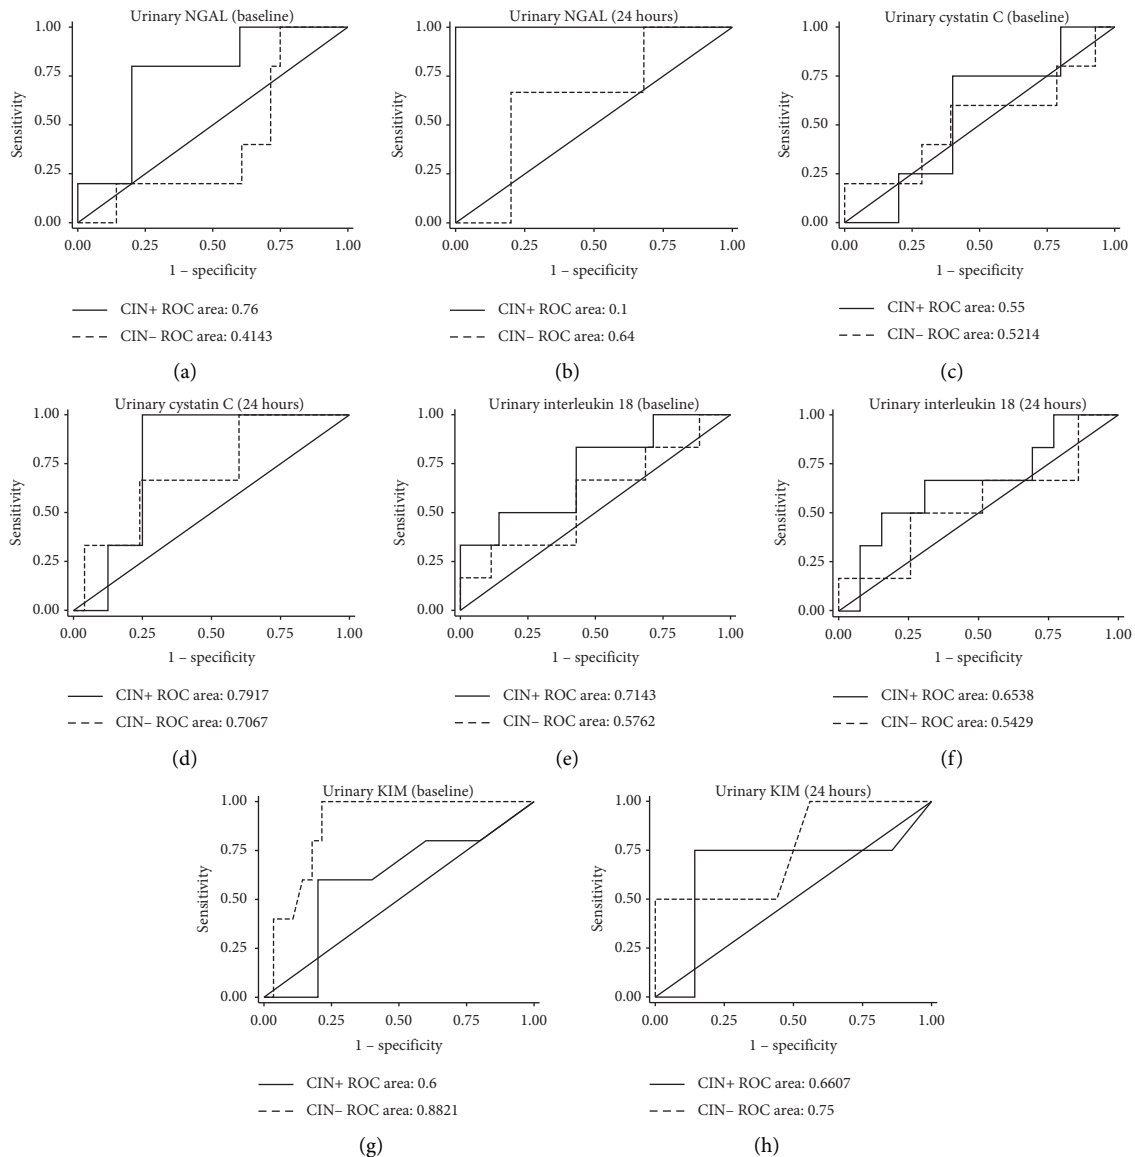 Urinary NGAL (baseline)
1.00
0.75
0.50
0.25
0.00
Sensitivity
0.00 0.25 0.50 0.75 1.00
1 – specificity
CIN+ ROC area: 0.76
CIN– ROC area: 0.4143
(a)
Urinary NGAL (24 hours)
1.00
0.75
0.50
0.25
0.00
Sensitivity
0.00 0.25 0.50 0.75 1.00
1 – specificity
CIN+ ROC area: 0.1
CIN– ROC area: 0.64
(b)
Urinary cystatin C (baseline)
1.00
0.75
0.50
0.25
0.00
Sensitivity
0.00 0.25 0.50 0.75 1.00
1 – specificity
CIN+ ROC area: 0.55
CIN– ROC area: 0.5214
(c)
Urinary cystatin C (24 hours)
1.00
0.75
0.50
0.25
0.00
Sensitivity
0.00 0.25 0.50 0.75 1.00
1 – specificity
CIN+ ROC area: 0.7917
CIN– ROC area: 0.7067
(d)
Urinary interleukin 18 (baseline)
1.00
0.75
0.50
0.25
0.00
Sensitivity
0.00 0.25 0.50 0.75 1.00
1 – specificity
CIN+ ROC area: 0.7143
CIN– ROC area: 0.5762
(e)
Urinary interleukin 18 (24 hours)
1.00
0.75
0.50
0.25
0.00
Sensitivity
0.00 0.25 0.50 0.75 1.00
1 – specificity
CIN+ ROC area: 0.6538
CIN– ROC area: 0.5429
(f)
Urinary KIM (baseline)
1.00
0.75
0.50
0.25
0.00
Sensitivity
0.00 0.25 0.50 0.75 1.00
1 – specificity
CIN+ ROC area: 0.6
CIN– ROC area: 0.8821
(g)
Urinary KIM (24 hours)
1.00
0.75
0.50
0.25
0.00
Sensitivity
0.00 0.25 0.50 0.75 1.00
1 – specificity
CIN+ ROC area: 0.6607
CIN– ROC area: 0.75
(h)